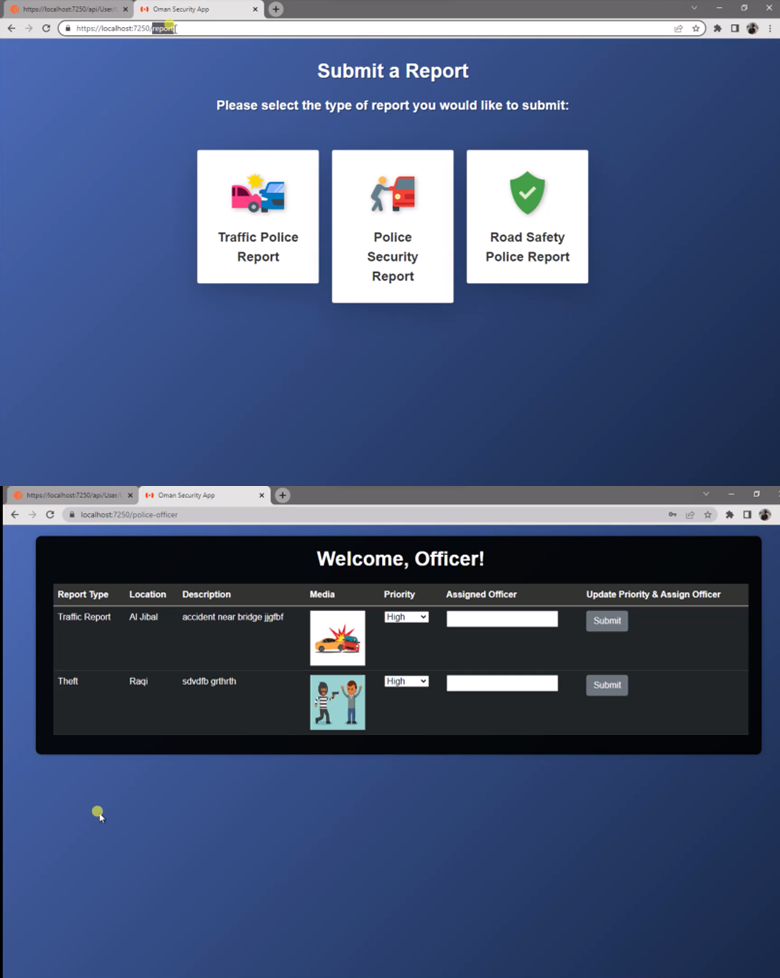 https://localhost:7250/api/User/
Oman Security App
https://localhost:7250/report
Submit a Report
Please select the type of report you would like to submit:
Traffic Police
Report
Police
Security
Report
Road Safety
Police Report
https://localhost:7250/api/User/
Oman Security App
localhost:7250/police-officer
Welcome, Officer!
Report Type Location Description Media Priority Assigned Officer Update Priority & Assign Officer
Traffic Report Al Jibal accident near bridge jjgfbf High Submit
Theft Raqi sdvdfb grthrth High Submit